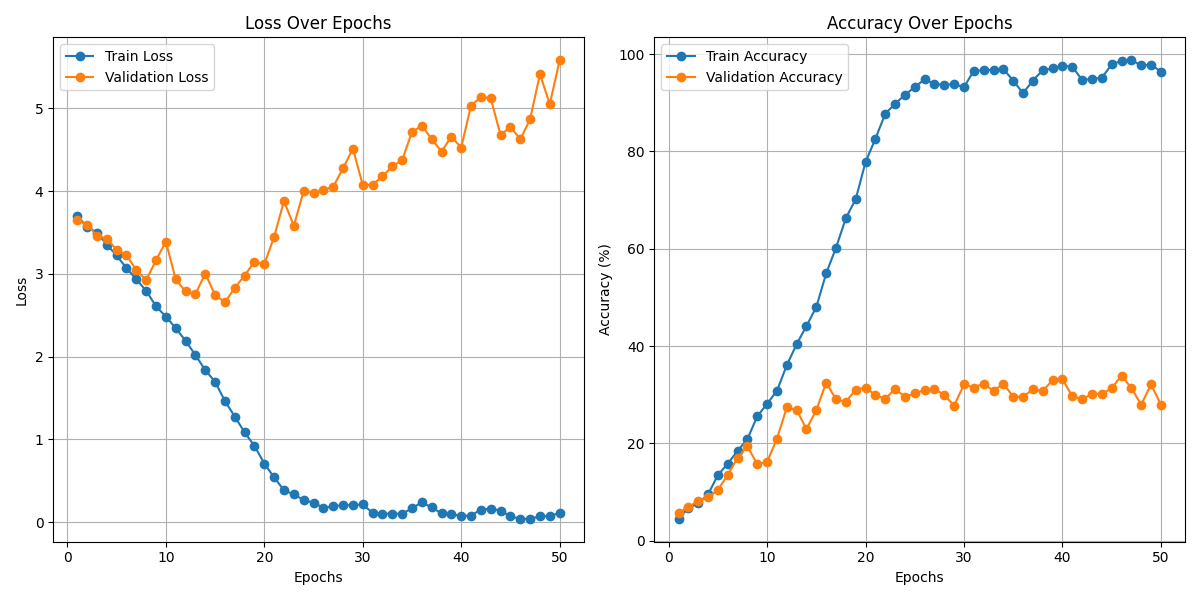 Loss Over Epochs
Train Loss
Validation Loss
Loss
5
4
3
2
1
0
0 10 20 30 40 50
Epochs
Accuracy Over Epochs
Train Accuracy
Validation Accuracy
Accuracy (%)
100
80
60
40
20
0
0 10 20 30 40 50
Epochs